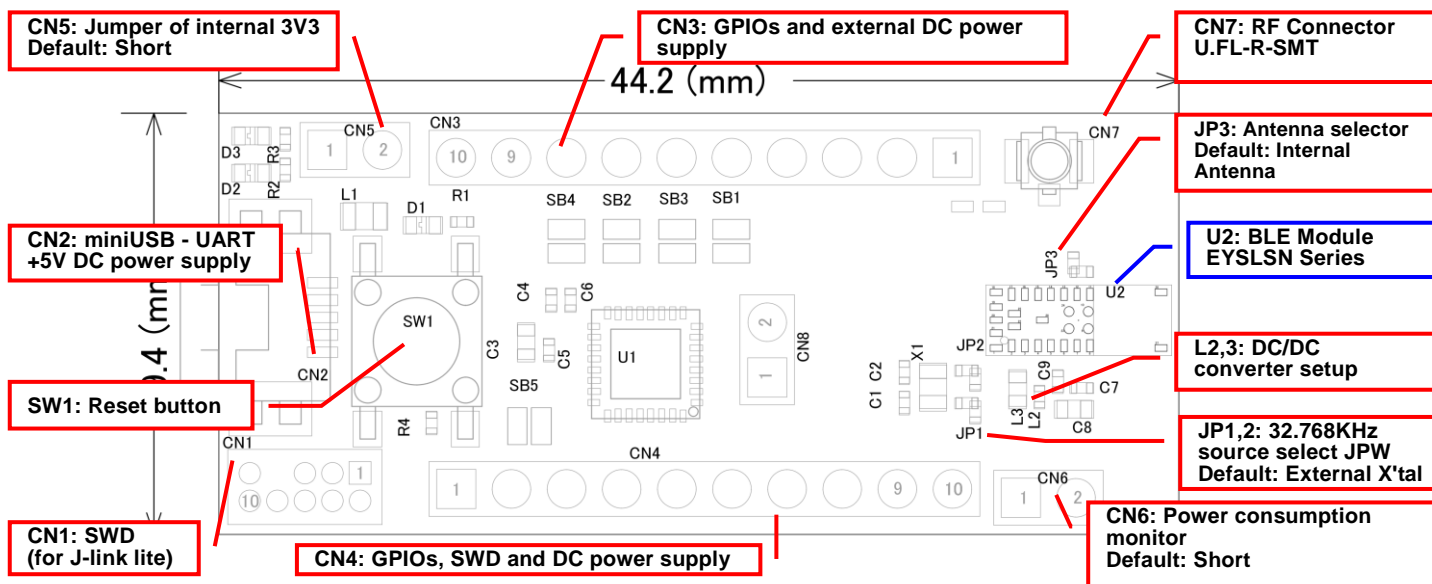 CN5: Jumper of internal 3V3
Default: Short
CN3: GPIOs and external DC power
supply
CN7: RF Connector
U.FL-R-SMT
44.2 (mm)
JP3: Antenna selector
Default: Internal
Antenna
U2: BLE Module
EYSLSN Series
CN2: miniUSB - UART
+5V DC power supply
9.4 (mm
L2,3: DC/DC
converter setup
SW1: Reset button
JP1,2: 32.768KHz
source select JPW
Default: External X'tal
CN1: SWD
(for J-link lite)
CN4: GPIOs, SWD and DC power supply
CN6: Power consumption
monitor
Default: Short
D3
R3
D2
R2
CN5
1
2
CN3
10
9
1
CN7
L1
D1
R1
SB4
SB2
SB3
SB1
JP3
U2
C4
C6
SW1
C3
C5
U1
2
1
CN8
CN2
SB5
C2
C1
X1
JP2
JP1
C9
C7
L3
L2
C8
R4
CN1
1
10
CN4
1
9
10
CN6
1
2